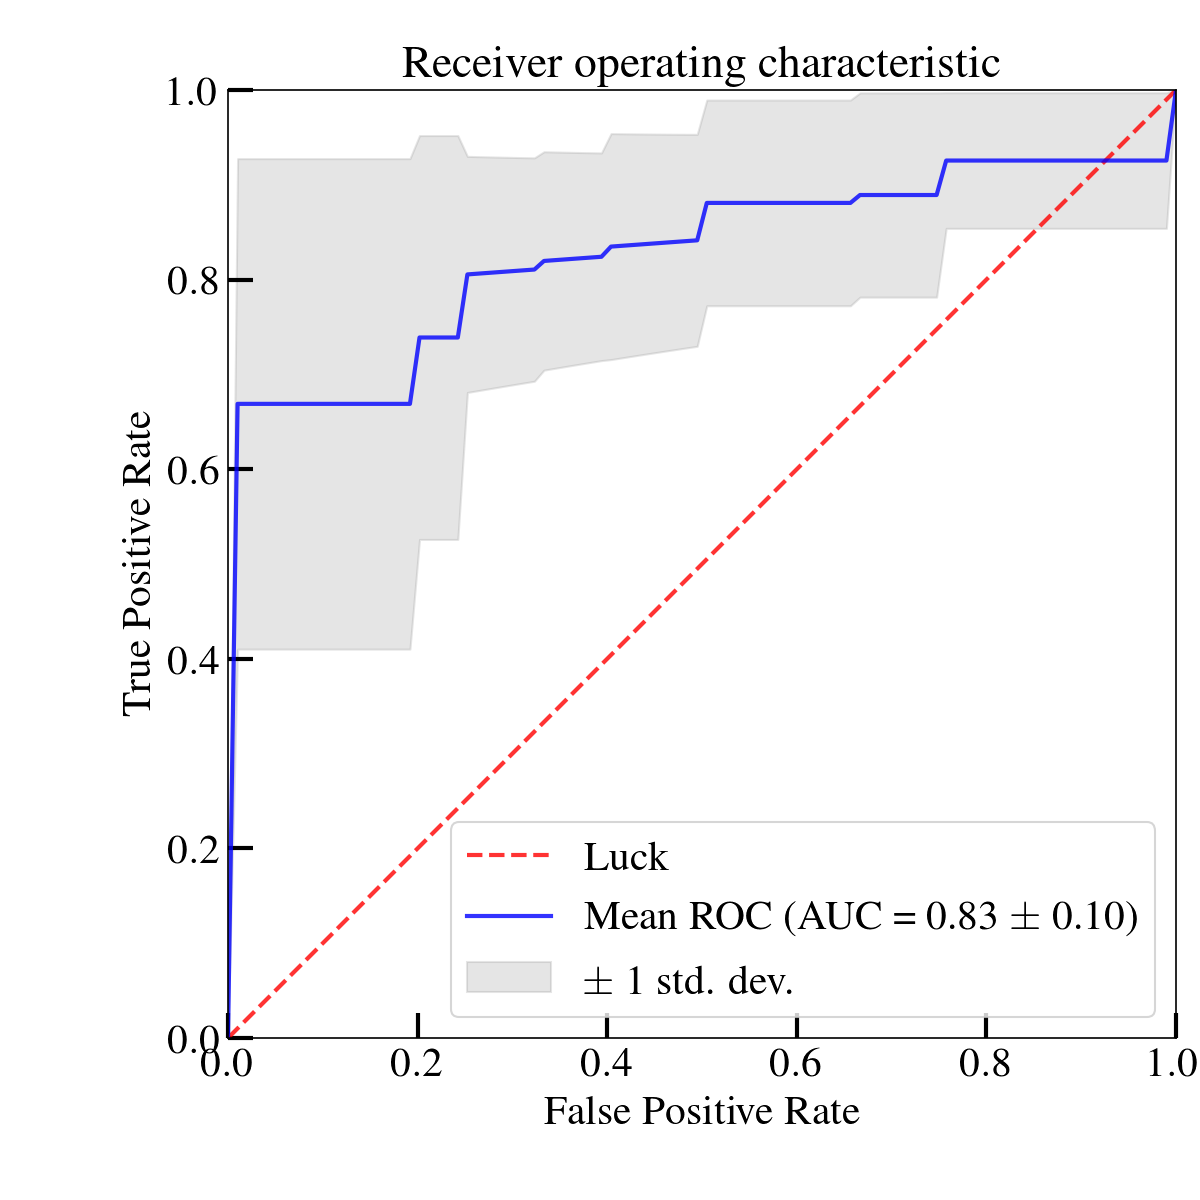 Receiver operating characteristic
1.0
0.8
0.6
0.4
0.2
0.0
True Positive Rate
Luck
Mean ROC (AUC = 0.83 ± 0.10)
± 1 std. dev.
0.0 0.2 0.4 0.6 0.8 1.0
False Positive Rate